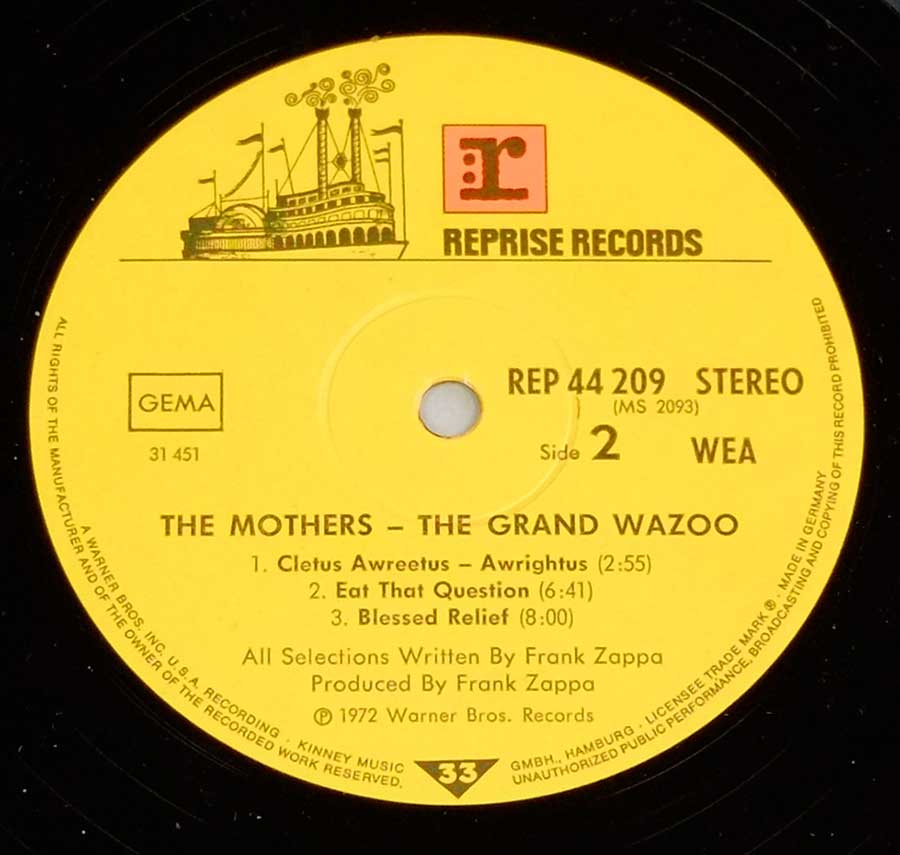 r
REPRISE RECORDS
GEMA
31 451
REP 44 209 STEREO
(MS 2093)
Side 2 WEA
THE MOTHERS – THE GRAND WAZOO
1. Cletus Awreetus – Awrightus (2:55)
2. Eat That Question (6:41)
3. Blessed Relief (8:00)
All Selections Written By Frank Zappa
Produced By Frank Zappa
℗ 1972 Warner Bros. Records
33
ALL RIGHTS OF THE MANUFACTURER AND OF THE OWNER OF THE RECORDED WORK RESERVED.
UNAUTHORIZED PUBLIC PERFORMANCE, BROADCASTING AND COPYING OF THIS RECORD PROHIBITED
A WARNER BROS. INC. U.S.A. RECORDING · KINNEY MUSIC
GMBH., HAMBURG · LICENSEE TRADE MARK ® · MADE IN GERMANY